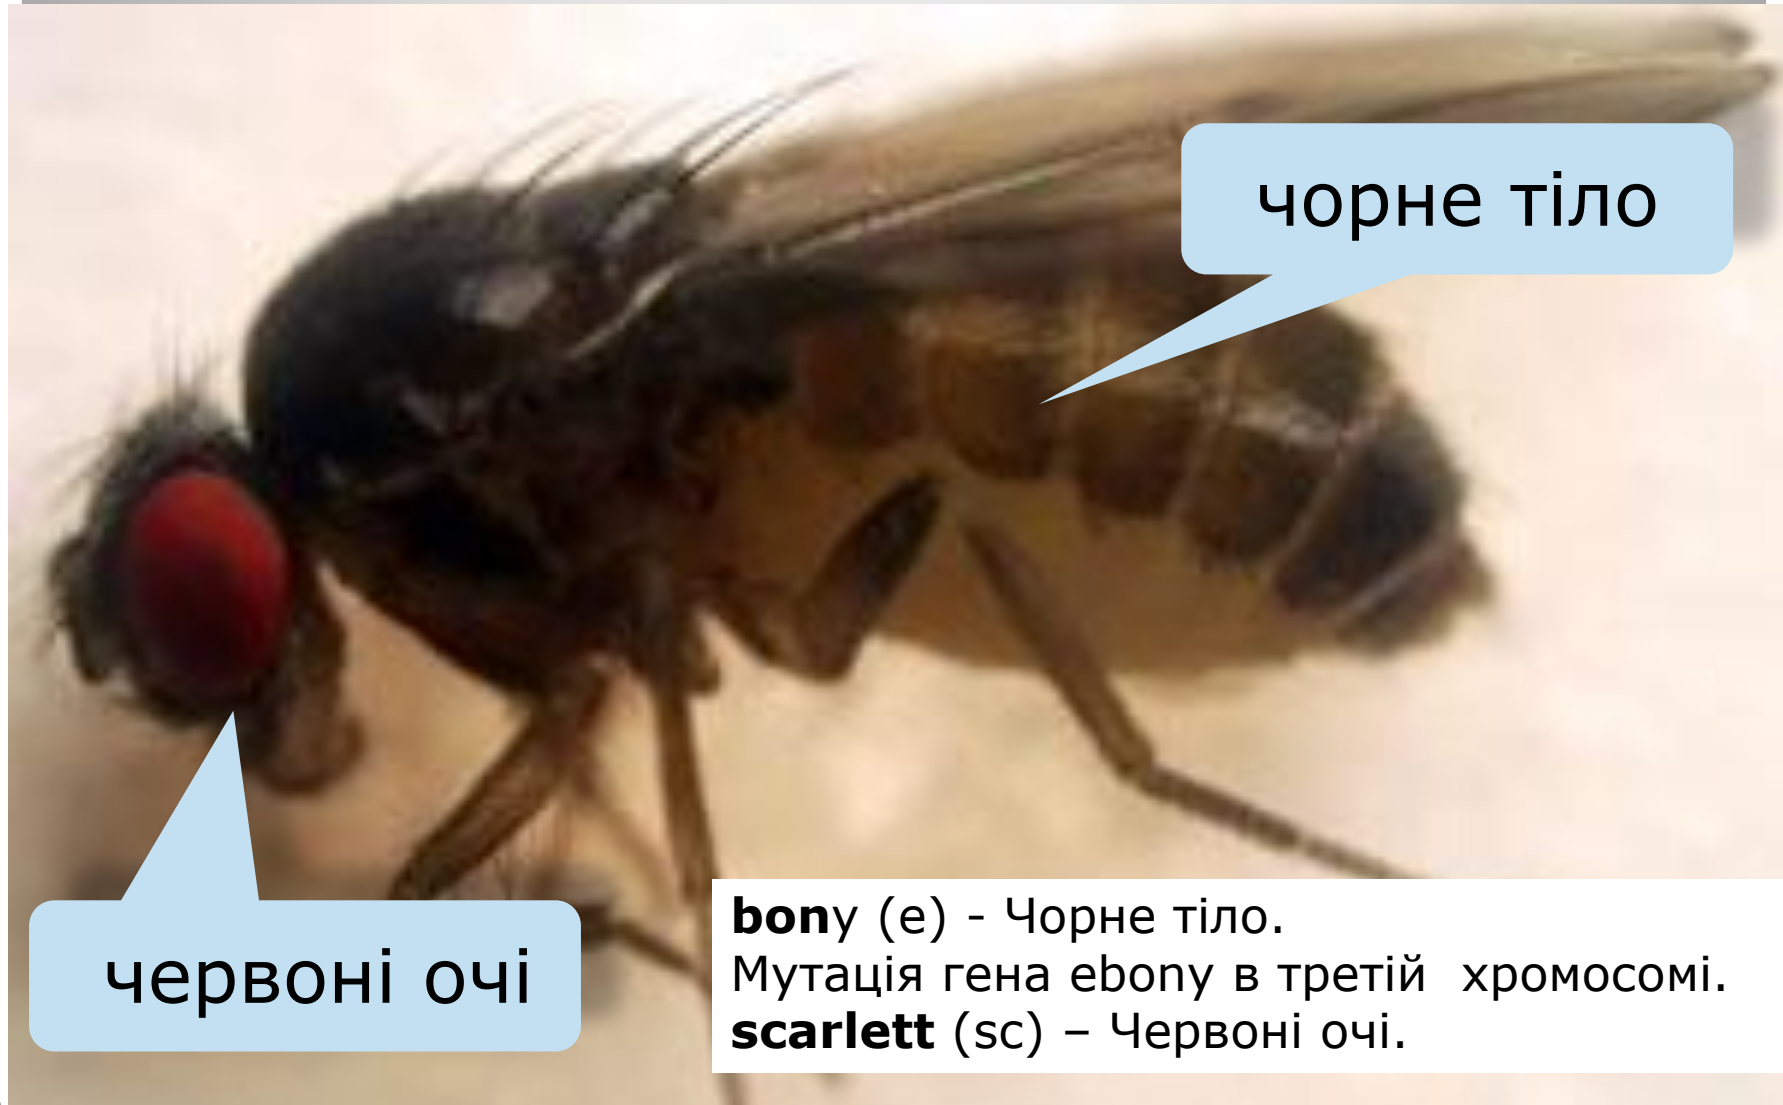 чорне тіло
червоні очі
bony (e) - Чорне тіло.
Мутація гена ebony в третій хромосомі.
scarlett (sc) – Червоні очі.